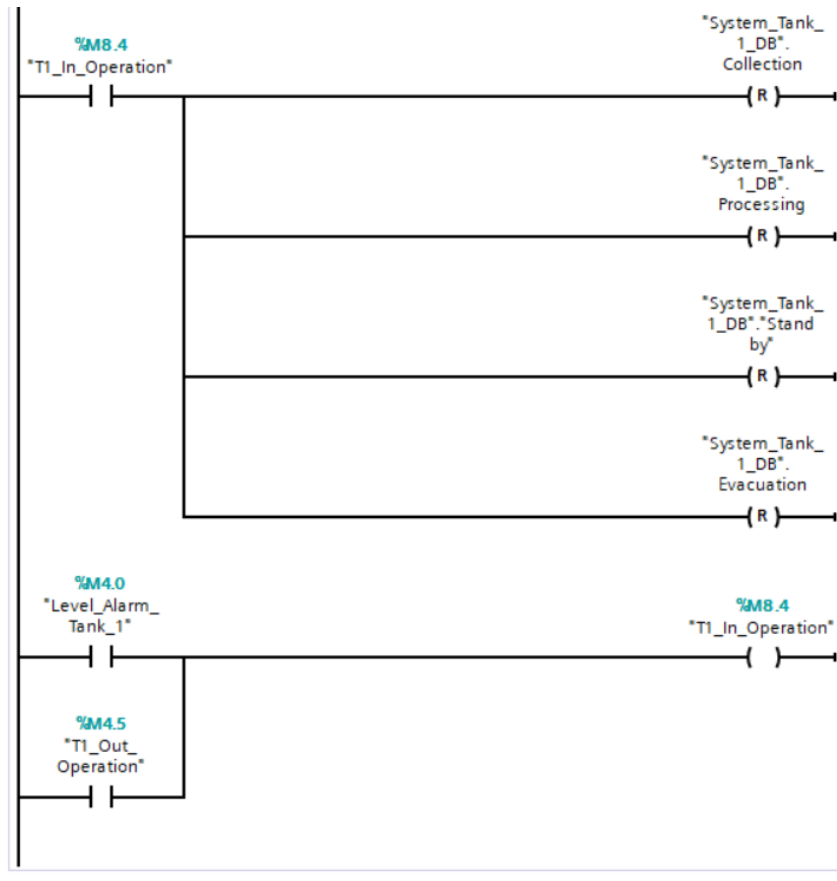 %M8.4
"T1_In_Operation"
"System_Tank_
1_DB".
Collection
R
"System_Tank_
1_DB".
Processing
R
"System_Tank_
1_DB"."Stand
by"
R
"System_Tank_
1_DB".
Evacuation
R
%M4.0
"Level_Alarm_
Tank_1"
%M8.4
"T1_In_Operation"
%M4.5
"T1_Out_
Operation"